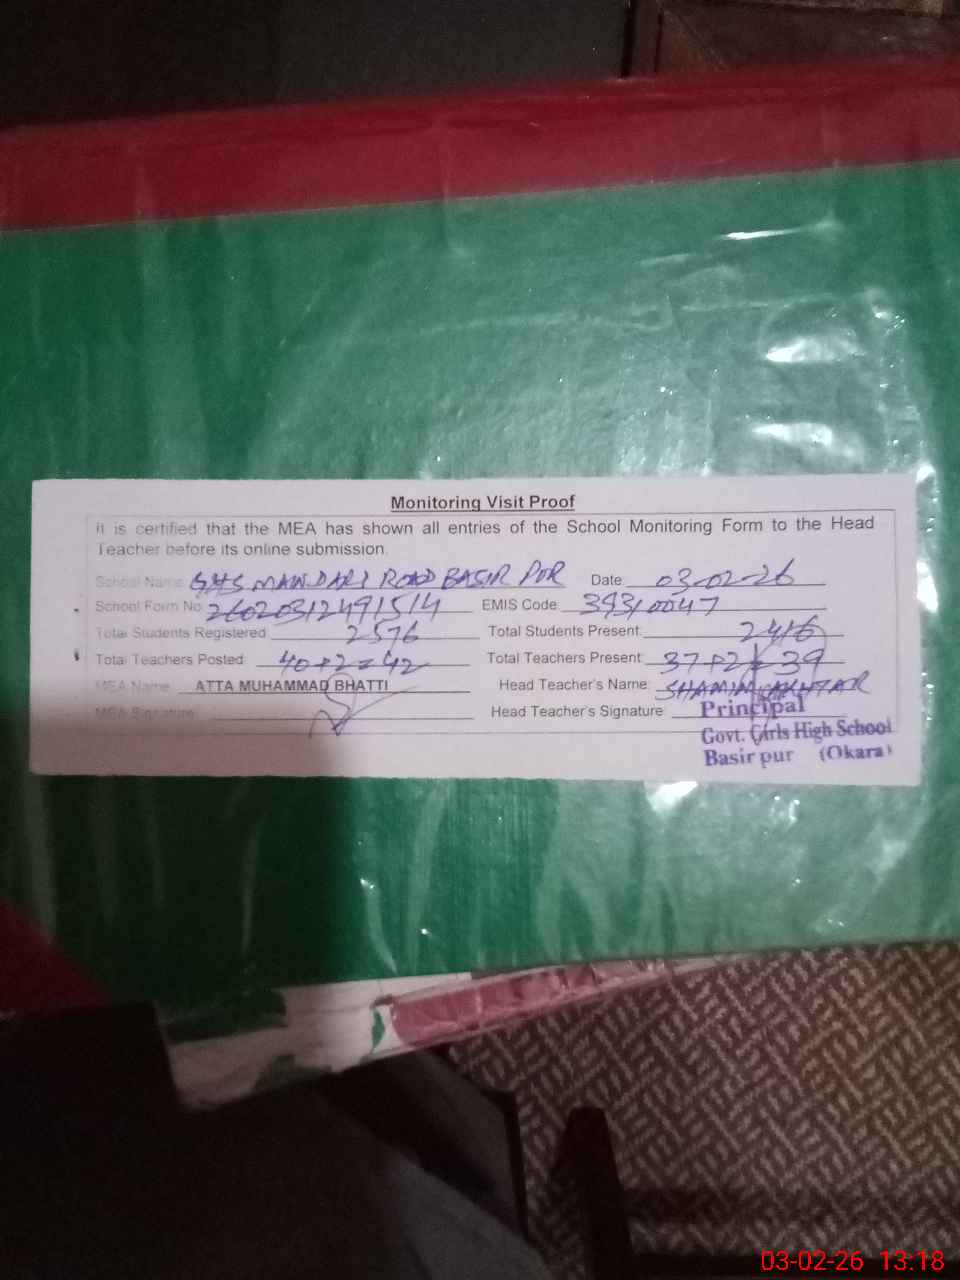 Monitoring Visit Proof
It is certified that the MEA has shown all entries of the School Monitoring Form to the Head
Teacher before its online submission.
School Name GHS MANDARI ROAD BASIR PUR Date 03-02-26
School Form No. 26020312491514 EMIS Code 39310047
Total Students Registered 2576 Total Students Present 2416
Total Teachers Posted 40+2=42 Total Teachers Present 37+2=39
MEA Name ATTA MUHAMMAD BHATTI Head Teacher's Name: SHAMIM AKHTAR
MEA Signature Head Teacher's Signature
Principal
Govt. Girls High School
Basir pur (Okara)
03-02-26 13:18